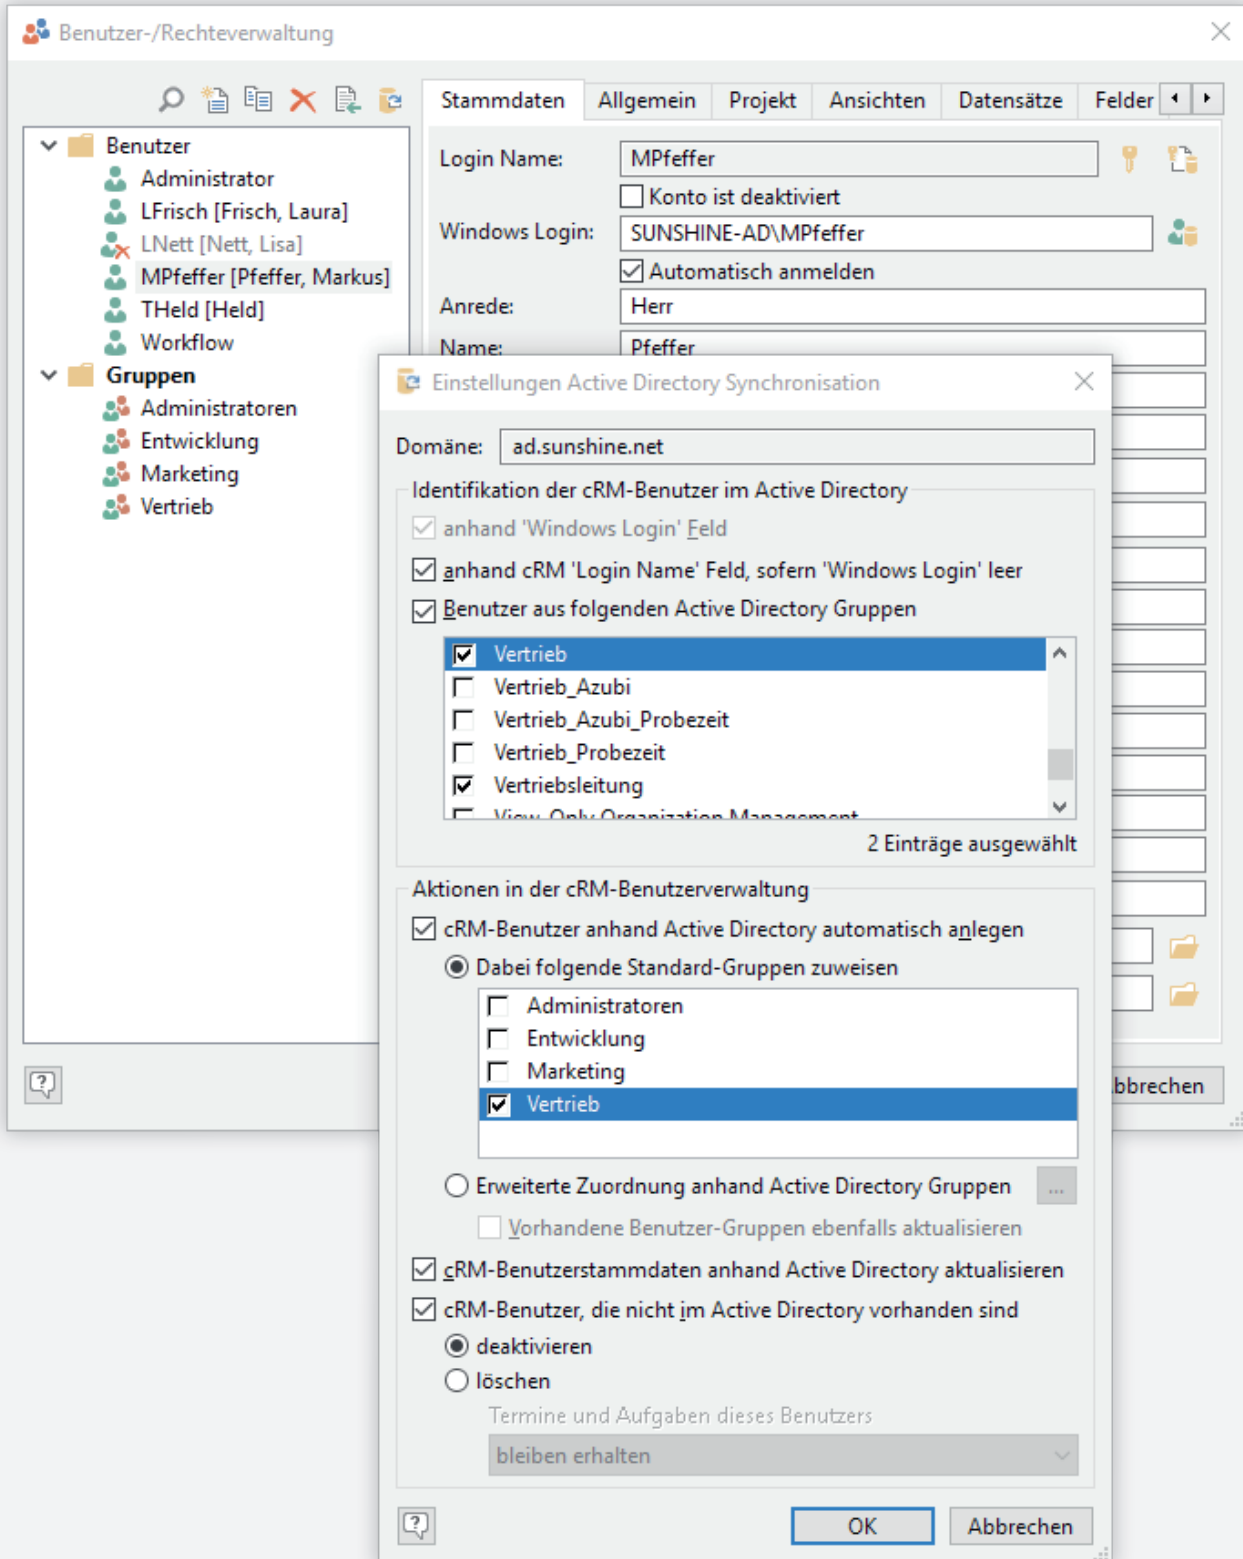 Benutzer-/Rechteverwaltung
Stammdaten Allgemein Projekt Ansichten Datensätze Felder
Benutzer
Administrator
LFrisch [Frisch, Laura]
LNett [Nett, Lisa]
MPfeffer [Pfeffer, Markus]
THeld [Held]
Workflow
Gruppen
Administratoren
Entwicklung
Marketing
Vertrieb
Login Name: MPfeffer
Konto ist deaktiviert
Windows Login: SUNSHINE-AD\MPfeffer
Automatisch anmelden
Anrede: Herr
Name: Pfeffer
Einstellungen Active Directory Synchronisation
Domäne: ad.sunshine.net
Identifikation der cRM-Benutzer im Active Directory
anhand 'Windows Login' Feld
anhand cRM 'Login Name' Feld, sofern 'Windows Login' leer
Benutzer aus folgenden Active Directory Gruppen
Vertrieb
Vertrieb_Azubi
Vertrieb_Azubi_Probezeit
Vertrieb_Probezeit
Vertriebsleitung
View-Only Organization Management
2 Einträge ausgewählt
Aktionen in der cRM-Benutzerverwaltung
cRM-Benutzer anhand Active Directory automatisch anlegen
Dabei folgende Standard-Gruppen zuweisen
Administratoren
Entwicklung
Marketing
Vertrieb
Erweiterte Zuordnung anhand Active Directory Gruppen ...
Vorhandene Benutzer-Gruppen ebenfalls aktualisieren
cRM-Benutzerstammdaten anhand Active Directory aktualisieren
cRM-Benutzer, die nicht im Active Directory vorhanden sind
deaktivieren
löschen
Termine und Aufgaben dieses Benutzers
bleiben erhalten
OK Abbrechen
bbrechen